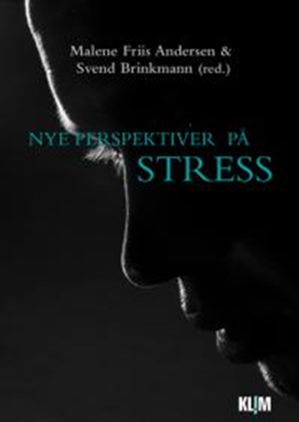 Malene Friis Andersen &
Svend Brinkmann (red.)
NYE PERSPEKTIVER PÅ
STRESS
KLIM